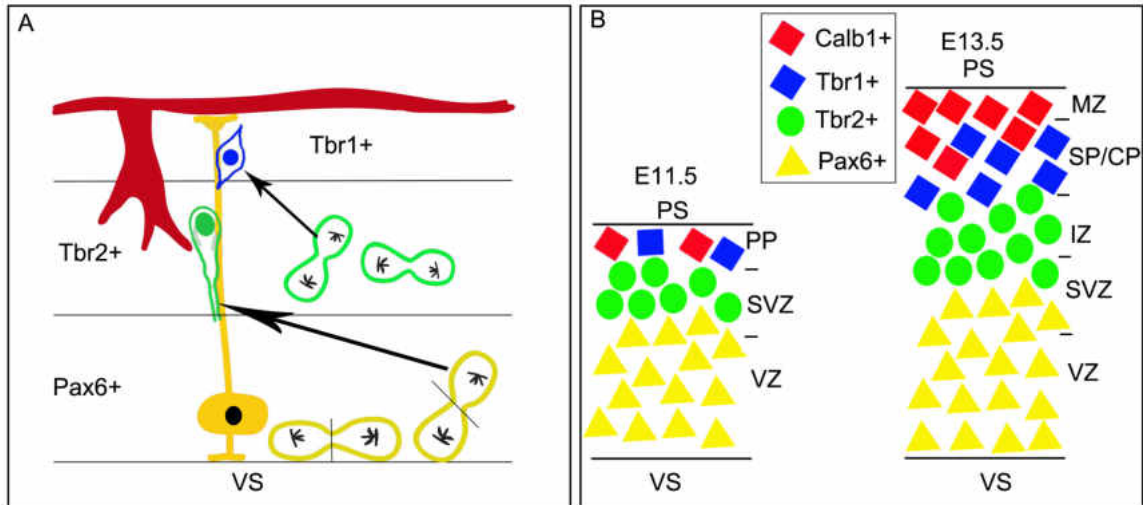 A
Tbr1+
Tbr2+
Pax6+
VS
B
Calb1+
Tbr1+
Tbr2+
Pax6+
E11.5
PS
PP
SVZ
VZ
VS
E13.5
PS
MZ
SP/CP
IZ
SVZ
VZ
VS